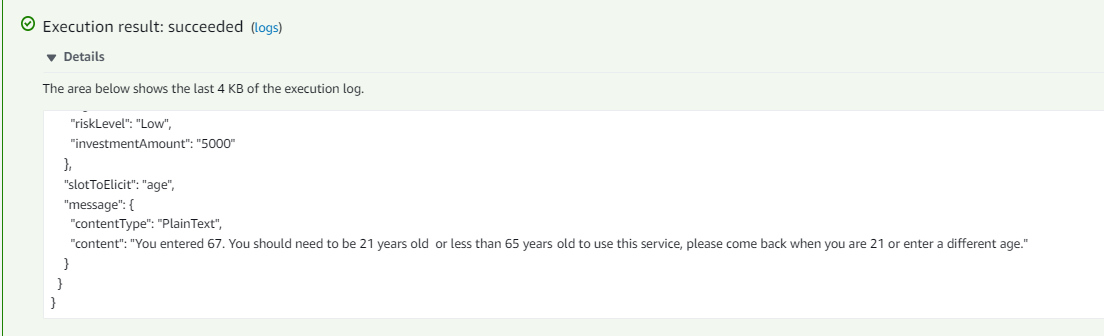 Execution result: succeeded (logs)
Details
The area below shows the last 4 KB of the execution log.
"riskLevel": "Low",
"investmentAmount": "5000"
},
"slotToElicit": "age",
"message": {
"contentType": "PlainText",
"content": "You entered 67. You should need to be 21 years old  or less than 65 years old to use this service, please come back when you are 21 or enter a different age."
}
}
}